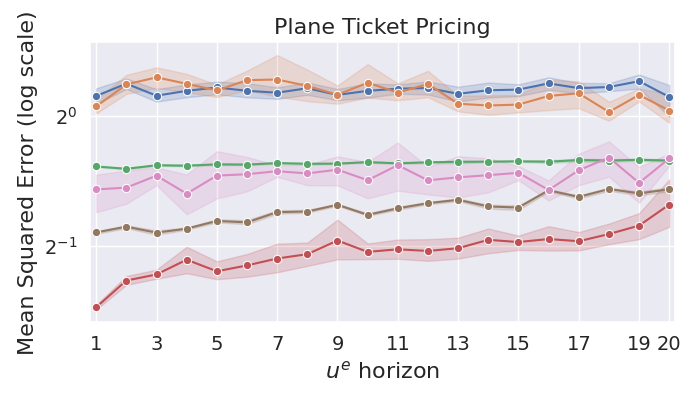 Plane Ticket Pricing
Mean Squared Error (log scale)
2^0
2^−1
1 3 5 7 9 11 13 15 17 19 20
u^e horizon